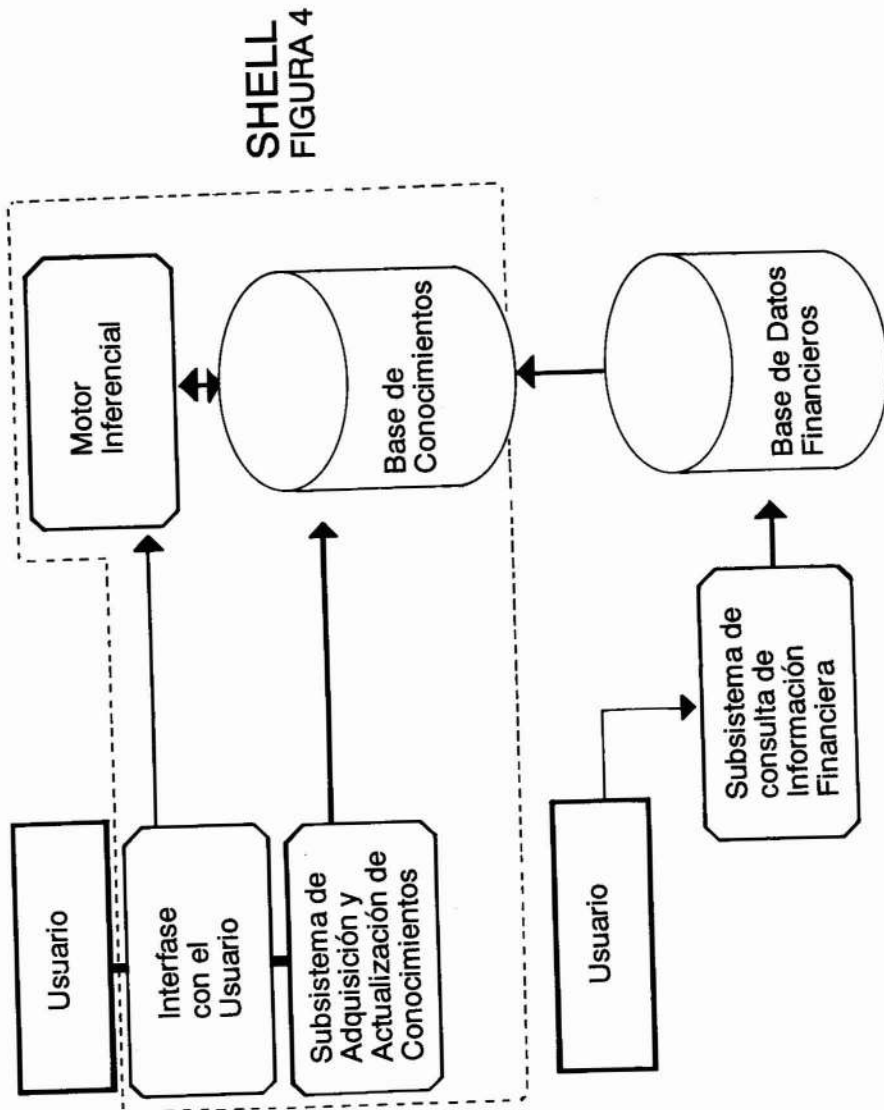 SHELL
FIGURA 4
Usuario
Interfase
con el
Usuario
Subsistema de
Adquisición y
Actualización de
Conocimientos
Motor
Inferencial
Base de
Conocimientos
Usuario
Subsistema de
consulta de
Información
Financiera
Base de Datos
Financieros